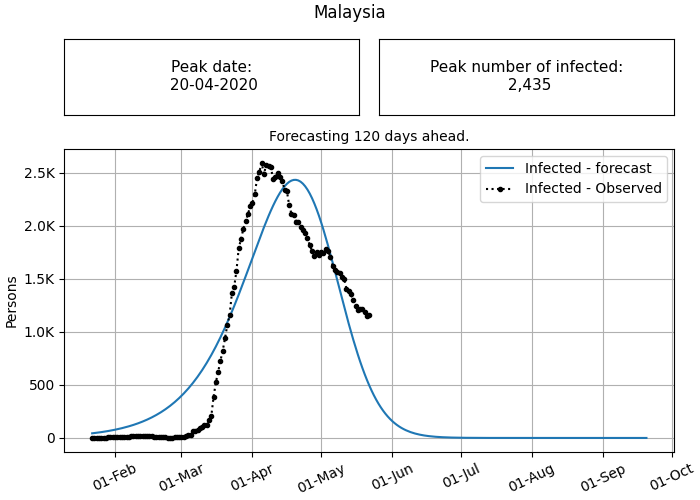 Malaysia
Peak date:
20-04-2020
Peak number of infected:
2,435
Forecasting 120 days ahead.
Infected - forecast
Infected - Observed
Persons
2.5K
2.0K
1.5K
1.0K
500
0
01-Feb
01-Mar
01-Apr
01-May
01-Jun
01-Jul
01-Aug
01-Sep
01-Oct